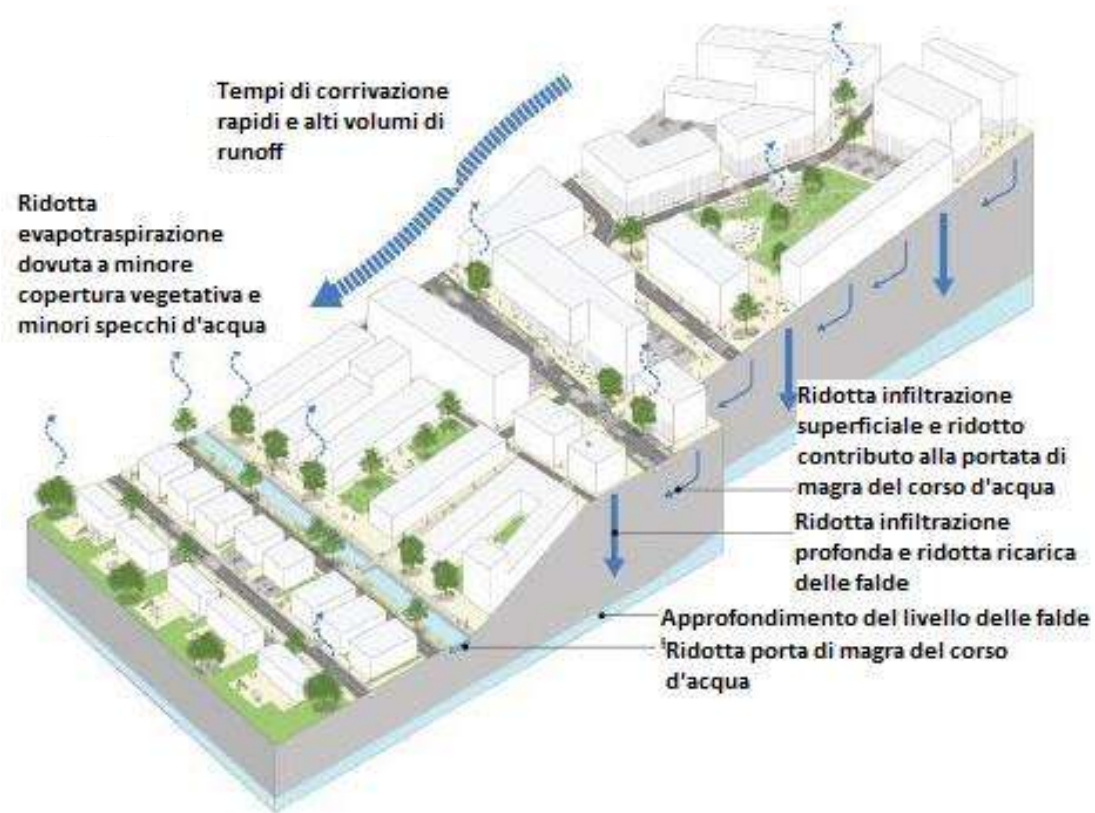 Tempi di corrivazione
rapidi e alti volumi di
runoff
Ridotta
evapotraspirazione
dovuta a minore
copertura vegetativa e
minori specchi d'acqua
Ridotta infiltrazione
superficiale e ridotto
contributo alla portata di
magra del corso d'acqua
Ridotta infiltrazione
profonda e ridotta ricarica
delle falde
Approfondimento del livello delle falde
Ridotta porta di magra del corso
d'acqua